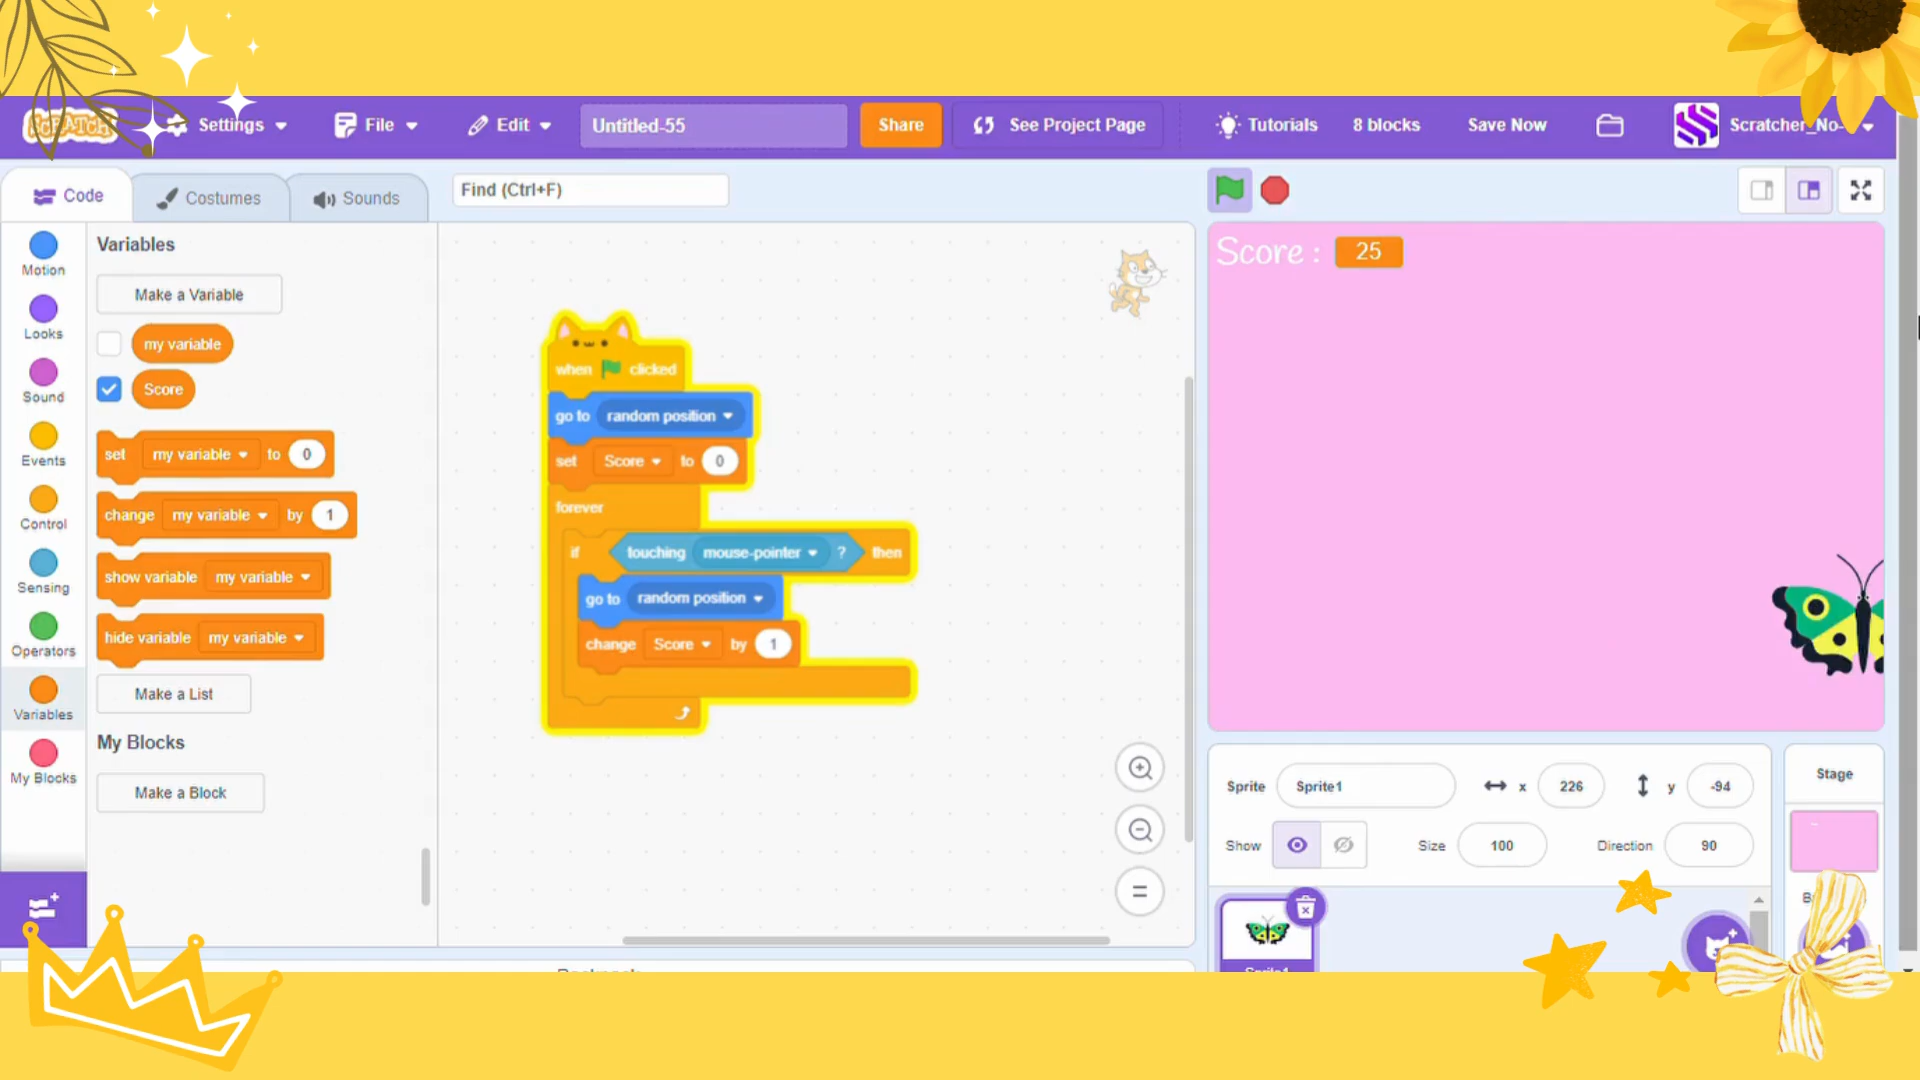 SCRATCH Settings File Edit Untitled-55 Share See Project Page Tutorials 8 blocks Save Now
Code Costumes Sounds Find (Ctrl+F)
Motion
Looks
Sound
Events
Control
Sensing
Operators
Variables
My Blocks
Variables
Make a Variable
my variable
Score
set my variable to 0
change my variable by 1
show variable my variable
hide variable my variable
Make a List
My Blocks
Make a Block
when clicked
go to random position
set Score to 0
forever
if touching mouse-pointer ? then
go to random position
change Score by 1
Score : 25
Sprite Sprite1 x 226 y -94
Show Size 100 Direction 90
Stage